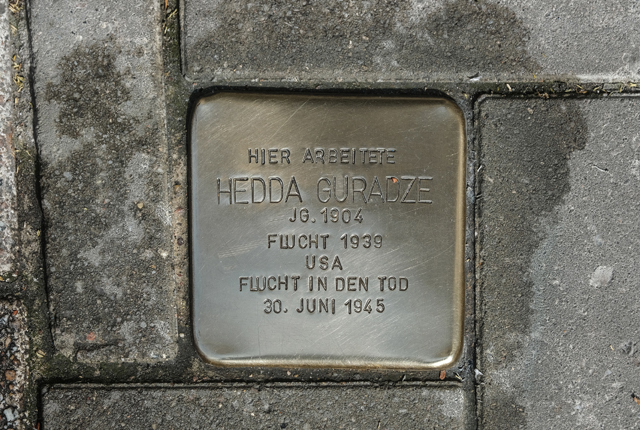 HIER ARBEITETE
HEDDA GURADZE
JG. 1904
FLUCHT 1939
USA
FLUCHT IN DEN TOD
30. JUNI 1945